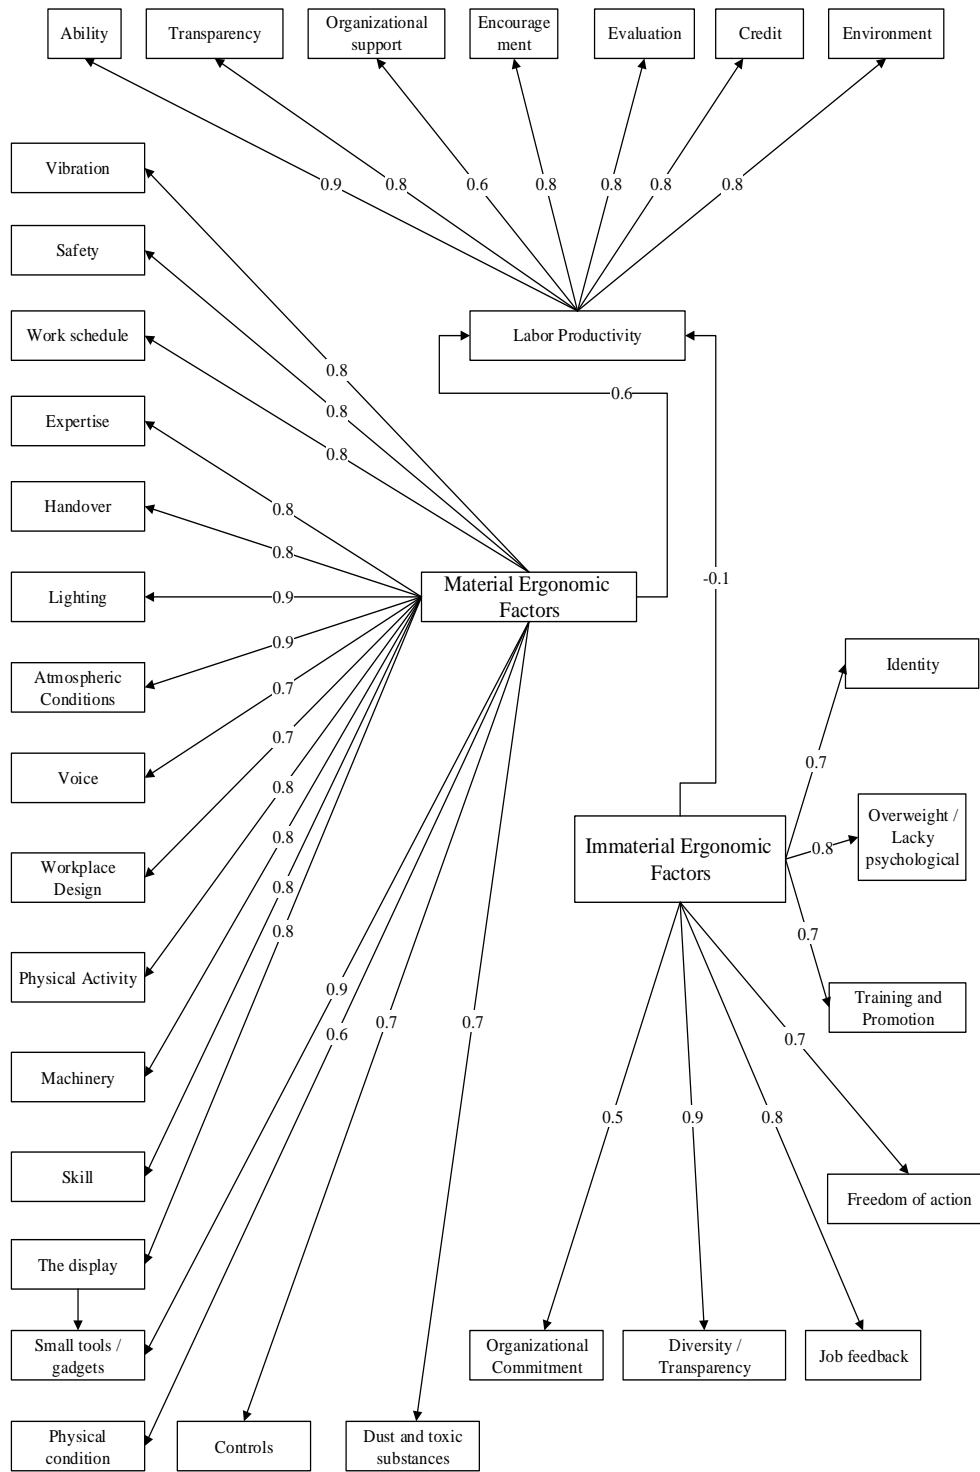 Ability
Transparency
Organizational
support
Encourage
ment
Evaluation
Credit
Environment
Vibration
0.9
0.8
0.6
0.8
0.8
0.8
0.8
Safety
Work schedule
Labor Productivity
0.8
0.6
0.8
Expertise
0.8
Handover
0.8
0.8
Material Ergonomic
Factors
-0.1
Lighting
0.9
0.9
Identity
Atmospheric
Conditions
0.7
0.7
Voice
0.7
0.8
Overweight /
Lacky
psychological
0.8
0.8
Immaterial Ergonomic
Factors
Workplace
Design
0.8
0.8
0.7
Physical Activity
0.9
Training and
Promotion
0.6
0.7
0.7
0.7
Machinery
0.5
0.9
0.8
Skill
Freedom of action
The display
Small tools /
gadgets
Organizational
Commitment
Diversity /
Transparency
Job feedback
Physical
condition
Controls
Dust and toxic
substances